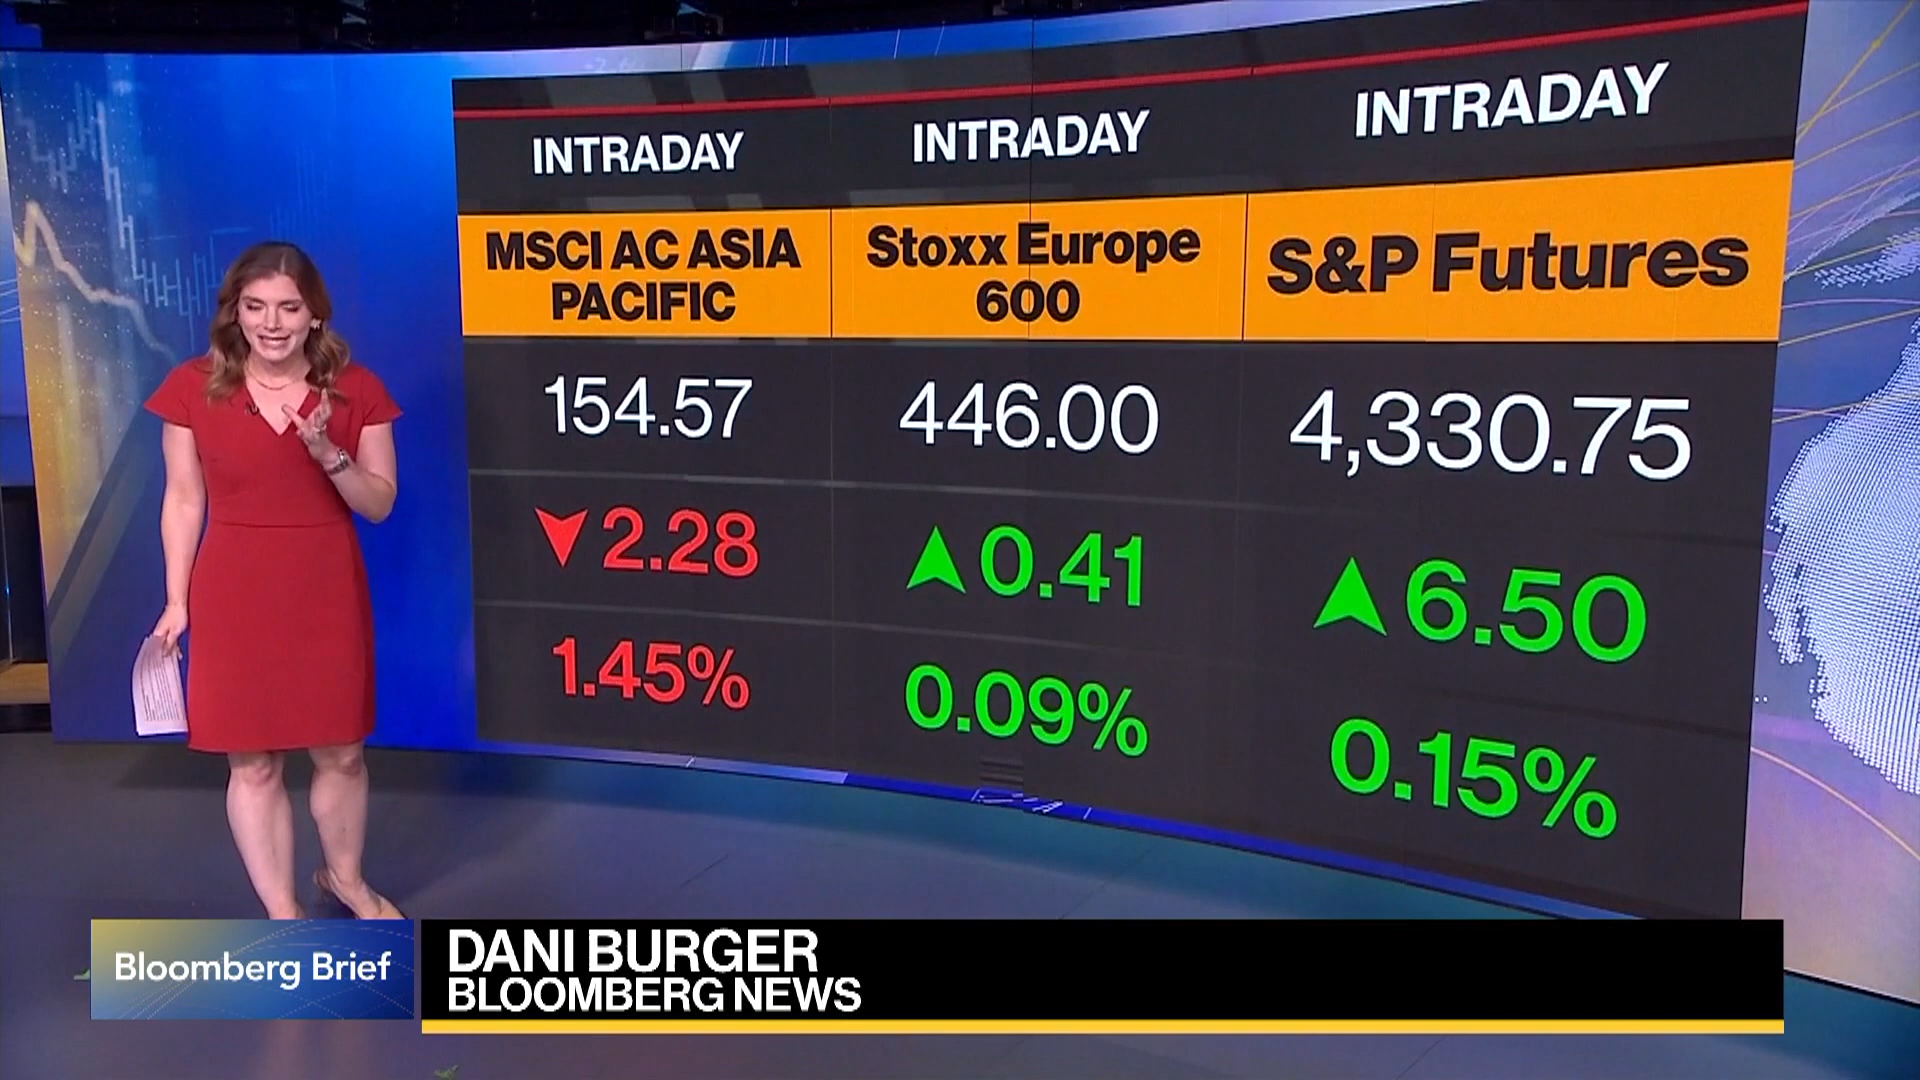 INTRADAY
INTRADAY
INTRADAY
MSCI AC ASIA
PACIFIC
Stoxx Europe
600
S&P Futures
154.57
446.00
4,330.75
▼2.28
▲0.41
▲6.50
1.45%
0.09%
0.15%
Bloomberg Brief
DANI BURGER
BLOOMBERG NEWS